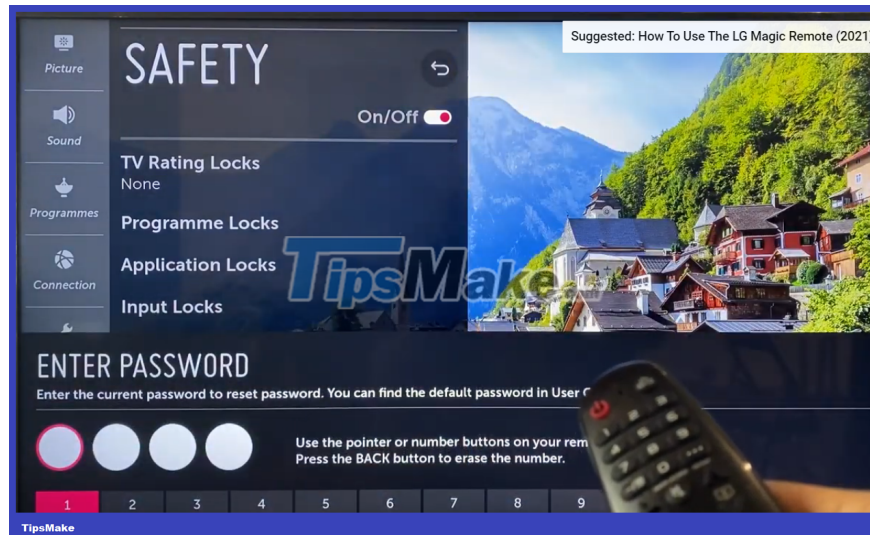 Suggested: How To Use The LG Magic Remote (2021)
Picture
SAFETY
On/Off
Sound
TV Rating Locks
None
Programmes
Programme Locks
Application Locks
Connection
Input Locks
TipsMake
ENTER PASSWORD
Enter the current password to reset password. You can find the default password in User
Use the pointer or number buttons on your
Press the BACK button to erase the number.
1 2 3 4 5 6 7 8 9
TipsMake